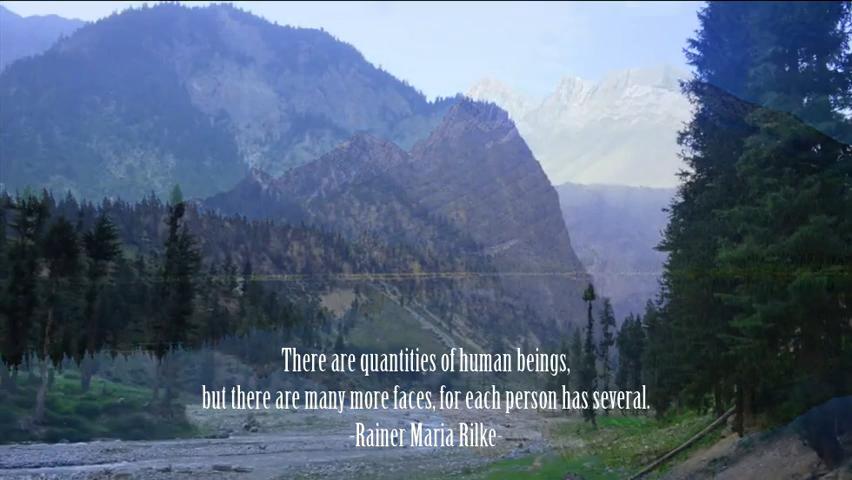 There are quantities of human beings,
but there are many more faces, for each person has several.
-Rainer Maria Rilke-